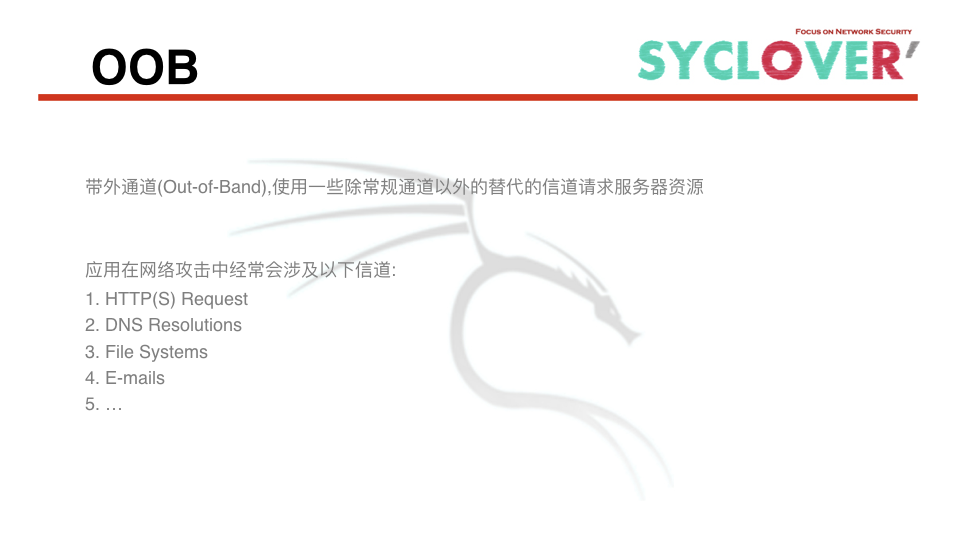 OOB
FOCUS ON NETWORK SECURITY
SYCLOVER'
带外通道(Out-of-Band),使用一些除常规通道以外的替代的信道请求服务器资源
应用在网络攻击中经常会涉及以下信道:
1. HTTP(S) Request
2. DNS Resolutions
3. File Systems
4. E-mails
5. …